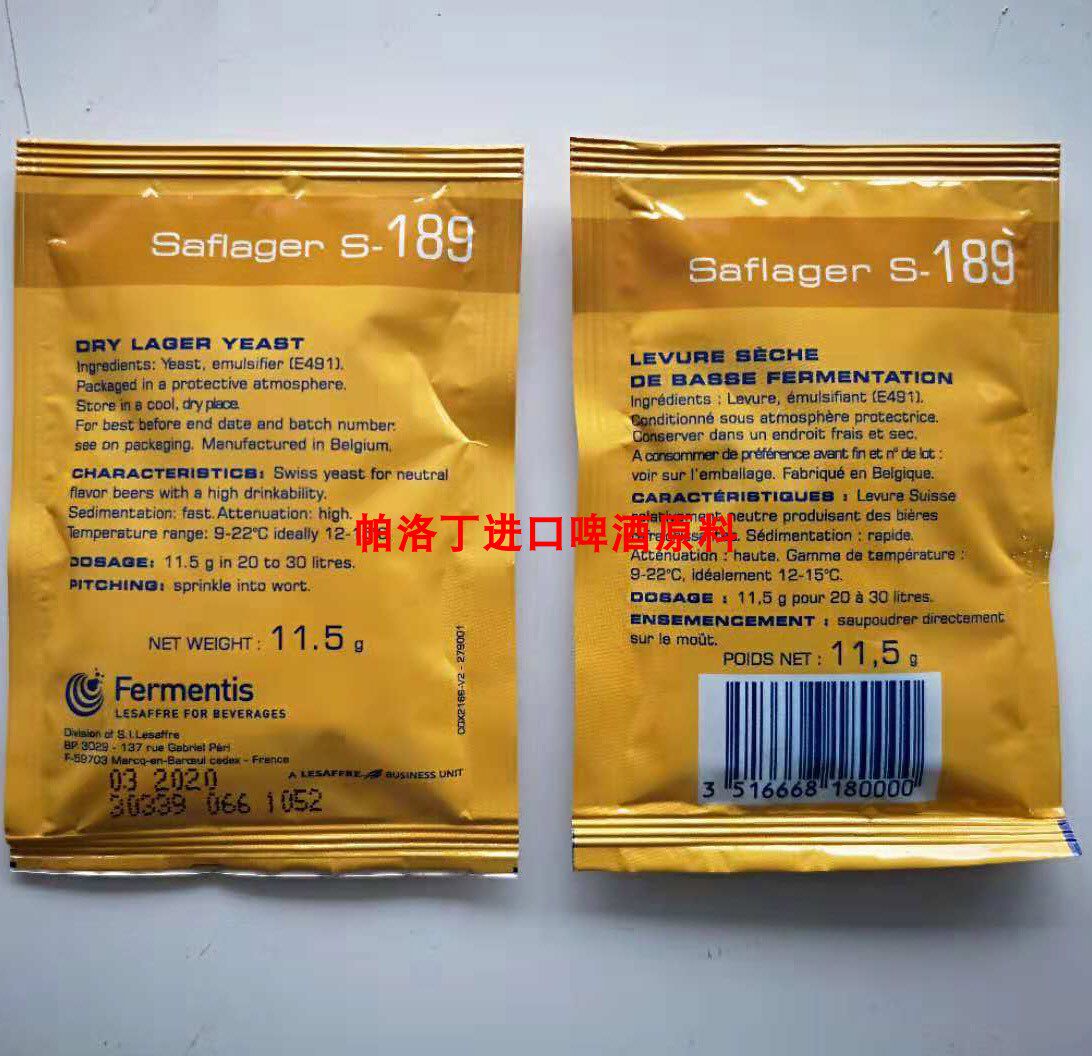 Saflager S-189
DRY LAGER YEAST
Ingredients: Yeast, emulsifier (E491).
Packaged in a protective atmosphere.
Store in a cool, dry place.
For best before end date and batch number:
see on packaging. Manufactured in Belgium.
CHARACTERISTICS: Swiss yeast for neutral
flavor beers with a high drinkability.
Sedimentation: fast. Attenuation: high.
Temperature range: 9-22°C ideally 12-
DOSAGE: 11.5 g in 20 to 30 litres.
PITCHING: sprinkle into wort.
NET WEIGHT : 11.5 g
Fermentis
LESAFFRE FOR BEVERAGES
Division of S.I.Lesaffre
BP 3029 - 137 rue Gabriel Péri
F-59703 Marcq-en-Barœul cedex - France
A LESAFFRE BUSINESS UNIT
03 2020
30339 066 1052
DOX2166-V2 - 279001
帕洛丁进口啤酒原料
Saflager S-189
LEVURE SÈCHE
DE BASSE FERMENTATION
Ingrédients : Levure, émulsifiant (E491).
Conditionné sous atmosphère protectrice.
Conserver dans un endroit frais et sec.
A consommer de préférence avant fin et n° de lot :
voir sur l'emballage. Fabriqué en Belgique.
CARACTÉRISTIQUES : Levure Suisse
neutre produisant des bières
Sédimentation : rapide.
Atténuation : haute. Gamme de température :
9-22°C, idéalement 12-15°C.
DOSAGE : 11,5 g pour 20 à 30 litres.
ENSEMENCEMENT : saupoudrer directement
sur le moût.
POIDS NET : 11,5 g
3 516668 180000